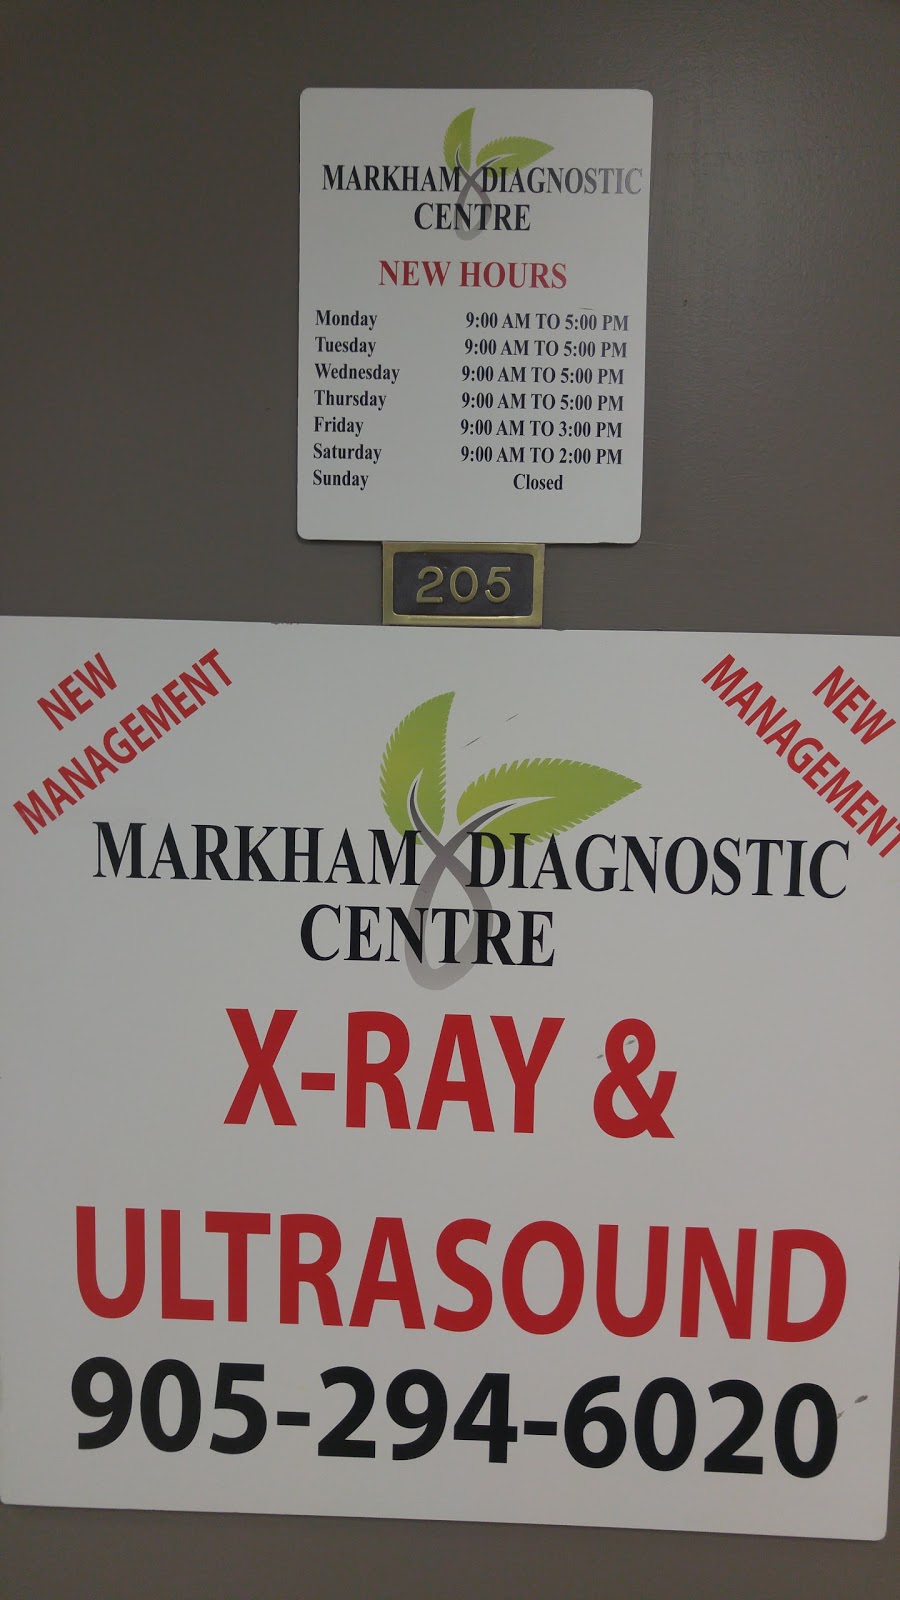 MARKHAM DIAGNOSTIC
CENTRE
NEW HOURS
Monday 9:00 AM TO 5:00 PM
Tuesday 9:00 AM TO 5:00 PM
Wednesday 9:00 AM TO 5:00 PM
Thursday 9:00 AM TO 5:00 PM
Friday 9:00 AM TO 3:00 PM
Saturday 9:00 AM TO 2:00 PM
Sunday Closed
205
NEW
MANAGEMENT
NEW
MANAGEMENT
MARKHAM DIAGNOSTIC
CENTRE
X-RAY &
ULTRASOUND
905-294-6020